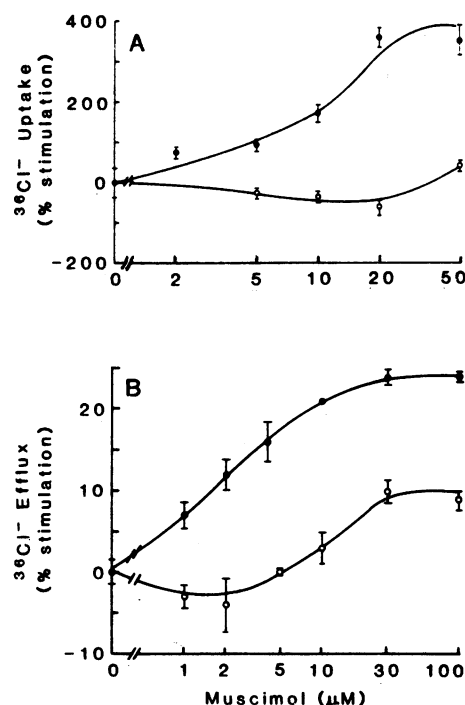 A
³⁶Cl⁻ Uptake
(% stimulation)
400
200
0
-200
0 2 5 10 20 50
B
³⁶Cl⁻ Efflux
(% stimulation)
20
10
0
-10
0 1 2 5 10 30 100
Muscimol (μM)